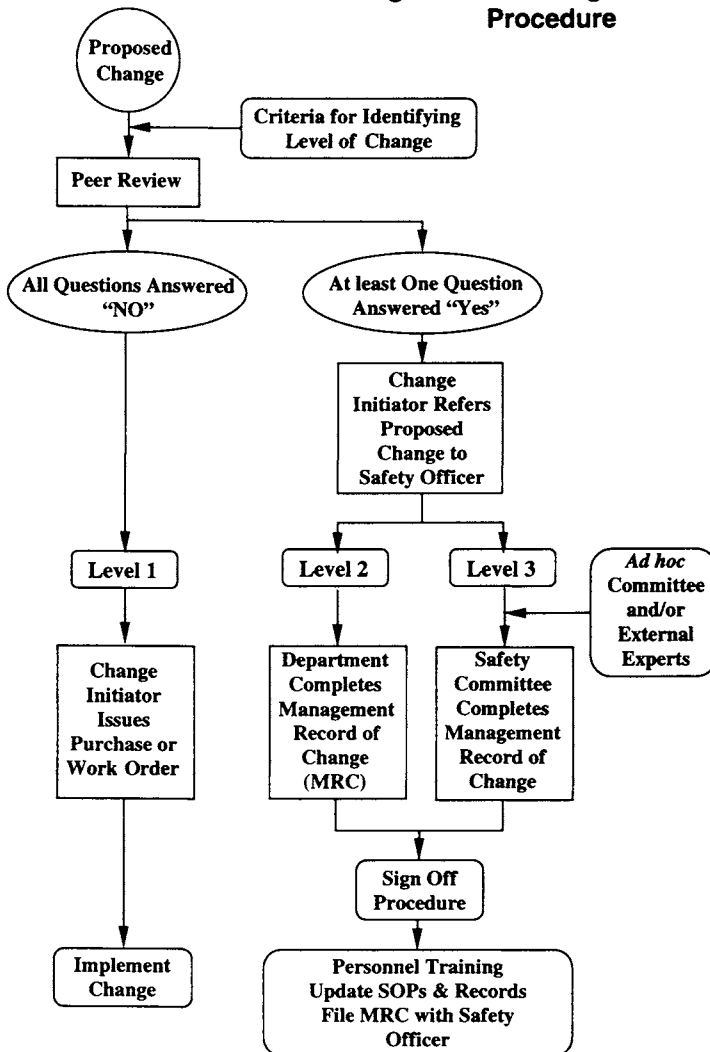 Procedure
Proposed
Change
Criteria for Identifying
Level of Change
Peer Review
All Questions Answered
“NO”
At least One Question
Answered “Yes”
Change
Initiator Refers
Proposed
Change to
Safety Officer
Level 1
Level 2
Level 3
Ad hoc
Committee
and/or
External
Experts
Change
Initiator
Issues
Purchase or
Work Order
Department
Completes
Management
Record of
Change
(MRC)
Safety
Committee
Completes
Management
Record of
Change
Sign Off
Procedure
Implement
Change
Personnel Training
Update SOPs & Records
File MRC with Safety
Officer